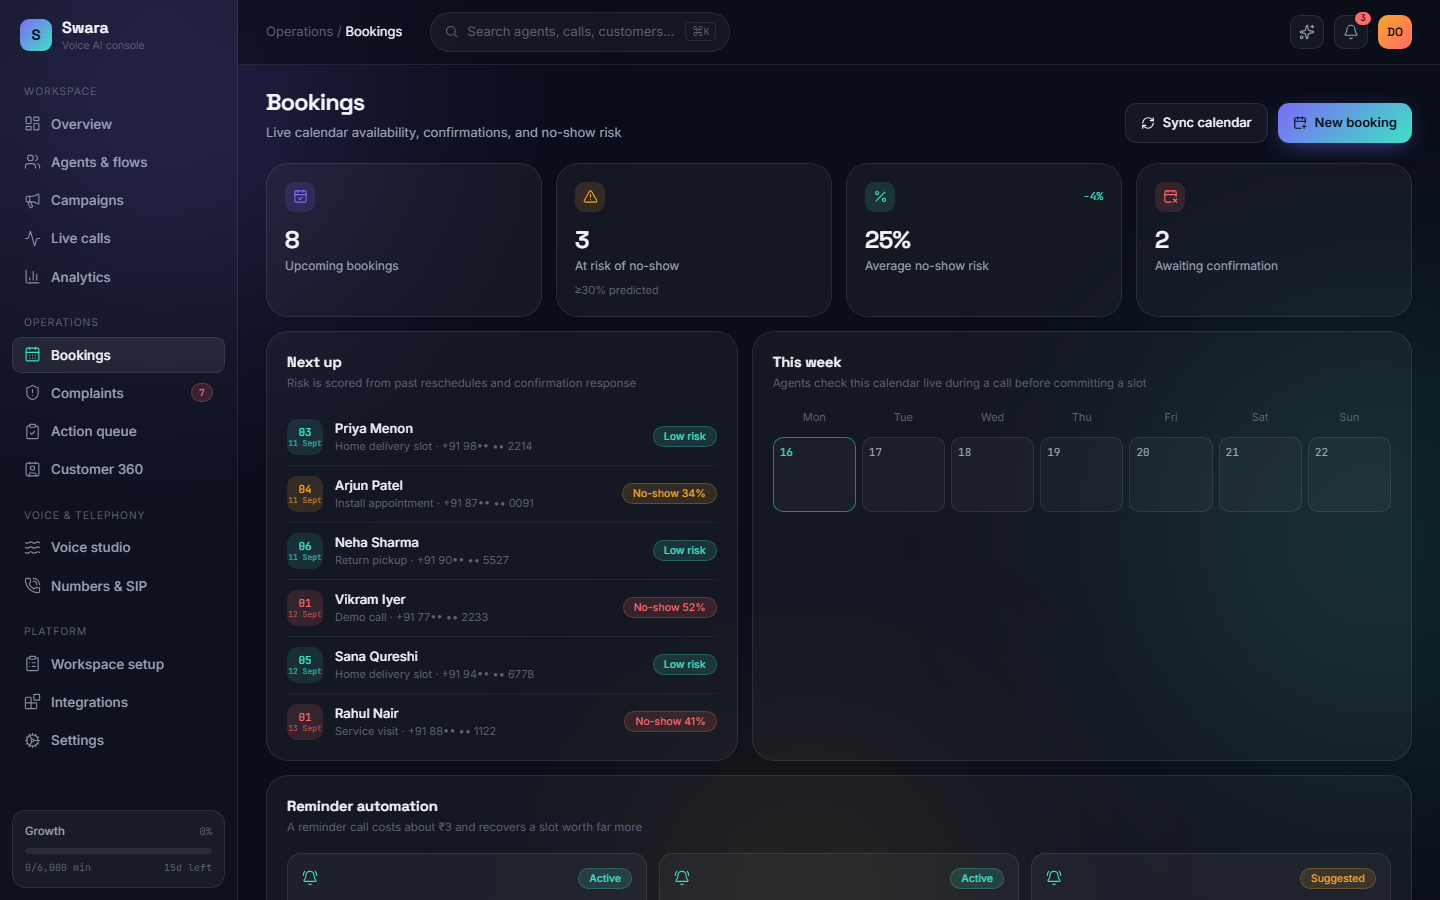 S
Swara
Voice AI console
WORKSPACE
Overview
Agents & flows
Campaigns
Live calls
Analytics
OPERATIONS
Bookings
Complaints 7
Action queue
Customer 360
VOICE & TELEPHONY
Voice studio
Numbers & SIP
PLATFORM
Workspace setup
Integrations
Settings
Growth 0%
0/6,000 min 15d left
Operations / Bookings
Search agents, calls, customers... ⌘K
3
DO
Bookings
Live calendar availability, confirmations, and no-show risk
Sync calendar
New booking
8
Upcoming bookings
3
At risk of no-show
≥30% predicted
-4%
25%
Average no-show risk
2
Awaiting confirmation
Next up
Risk is scored from past reschedules and confirmation response
03
11 Sept
Priya Menon
Home delivery slot · +91 98•• •• 2214
Low risk
04
11 Sept
Arjun Patel
Install appointment · +91 87•• •• 0091
No-show 34%
06
11 Sept
Neha Sharma
Return pickup · +91 90•• •• 5527
Low risk
01
12 Sept
Vikram Iyer
Demo call · +91 77•• •• 2233
No-show 52%
05
12 Sept
Sana Qureshi
Home delivery slot · +91 94•• •• 6778
Low risk
01
13 Sept
Rahul Nair
Service visit · +91 88•• •• 1122
No-show 41%
This week
Agents check this calendar live during a call before committing a slot
Mon Tue Wed Thu Fri Sat Sun
16 17 18 19 20 21 22
Reminder automation
A reminder call costs about ₹3 and recovers a slot worth far more
Active
Active
Suggested